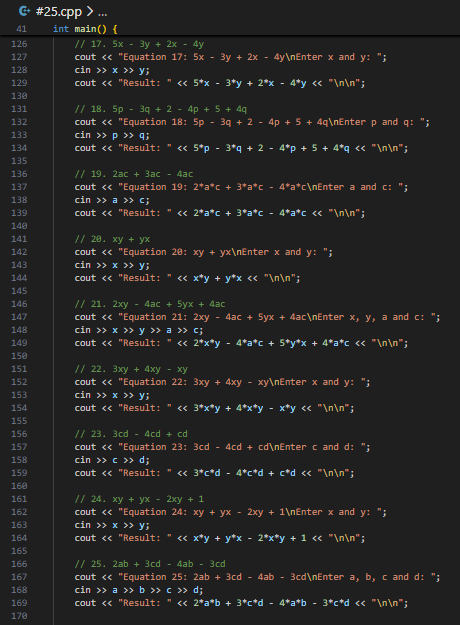 #25.cpp > ...
41 int main() {
126 // 17. 5x - 3y + 2x - 4y
127 cout << "Equation 17: 5x - 3y + 2x - 4y\nEnter x and y: ";
128 cin >> x >> y;
129 cout << "Result: " << 5*x - 3*y + 2*x - 4*y << "\n\n";
130
131 // 18. 5p - 3q + 2 - 4p + 5 + 4q
132 cout << "Equation 18: 5p - 3q + 2 - 4p + 5 + 4q\nEnter p and q: ";
133 cin >> p >> q;
134 cout << "Result: " << 5*p - 3*q + 2 - 4*p + 5 + 4*q << "\n\n";
135
136 // 19. 2ac + 3ac - 4ac
137 cout << "Equation 19: 2*a*c + 3*a*c - 4*a*c\nEnter a and c: ";
138 cin >> a >> c;
139 cout << "Result: " << 2*a*c + 3*a*c - 4*a*c << "\n\n";
140
141 // 20. xy + yx
142 cout << "Equation 20: xy + yx\nEnter x and y: ";
143 cin >> x >> y;
144 cout << "Result: " << x*y + y*x << "\n\n";
145
146 // 21. 2xy - 4ac + 5yx + 4ac
147 cout << "Equation 21: 2xy - 4ac + 5yx + 4ac\nEnter x, y, a and c: ";
148 cin >> x >> y >> a >> c;
149 cout << "Result: " << 2*x*y - 4*a*c + 5*y*x + 4*a*c << "\n\n";
150
151 // 22. 3xy + 4xy - xy
152 cout << "Equation 22: 3xy + 4xy - xy\nEnter x and y: ";
153 cin >> x >> y;
154 cout << "Result: " << 3*x*y + 4*x*y - x*y << "\n\n";
155
156 // 23. 3cd - 4cd + cd
157 cout << "Equation 23: 3cd - 4cd + cd\nEnter c and d: ";
158 cin >> c >> d;
159 cout << "Result: " << 3*c*d - 4*c*d + c*d << "\n\n";
160
161 // 24. xy + yx - 2xy + 1
162 cout << "Equation 24: xy + yx - 2xy + 1\nEnter x and y: ";
163 cin >> x >> y;
164 cout << "Result: " << x*y + y*x - 2*x*y + 1 << "\n\n";
165
166 // 25. 2ab + 3cd - 4ab - 3cd
167 cout << "Equation 25: 2ab + 3cd - 4ab - 3cd\nEnter a, b, c and d: ";
168 cin >> a >> b >> c >> d;
169 cout << "Result: " << 2*a*b + 3*c*d - 4*a*b - 3*c*d << "\n\n";
170